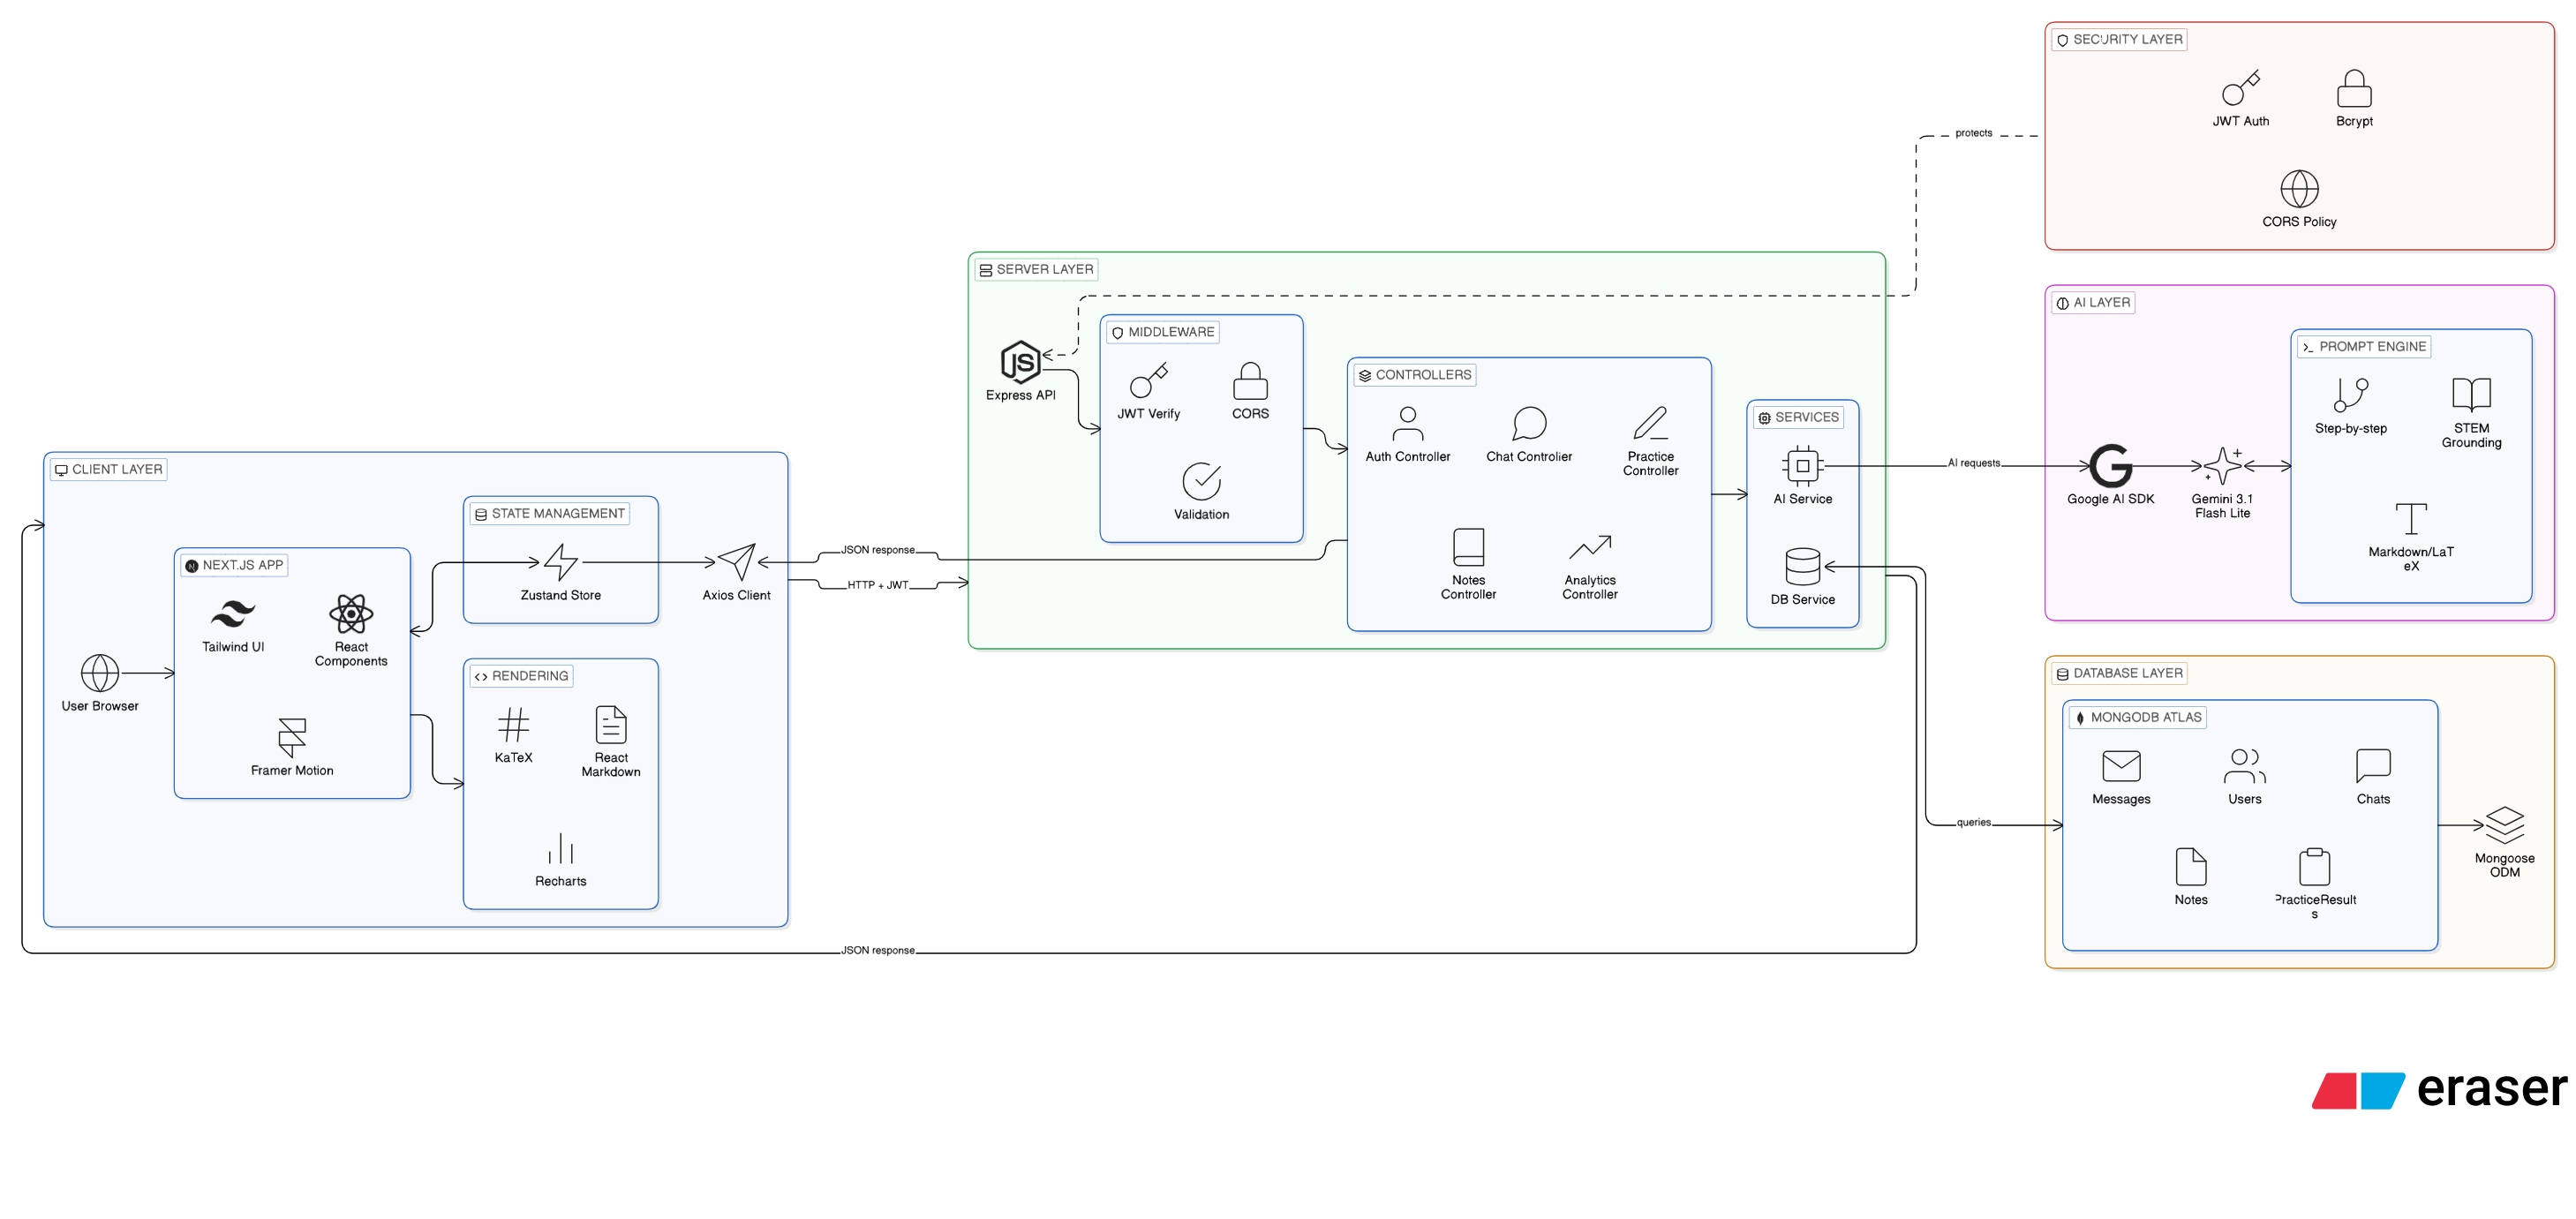 SECURITY LAYER
JWT Auth
Bcrypt
CORS Policy
protects
SERVER LAYER
Express API
MIDDLEWARE
JWT Verify
CORS
Validation
CONTROLLERS
Auth Controller
Chat Controller
Practice
Controller
Notes
Controller
Analytics
Controller
SERVICES
AI Service
DB Service
AI requests
AI LAYER
Google AI SDK
Gemini 3.1
Flash Lite
PROMPT ENGINE
Step-by-step
STEM
Grounding
Markdown/LaT
eX
CLIENT LAYER
User Browser
NEXT.JS APP
Tailwind UI
React
Components
Framer Motion
STATE MANAGEMENT
Zustand Store
Axios Client
RENDERING
KaTeX
React
Markdown
Recharts
JSON response
HTTP + JWT
queries
DATABASE LAYER
MONGODB ATLAS
Messages
Users
Chats
Notes
PracticeResult
s
Mongoose
ODM
JSON response
eraser